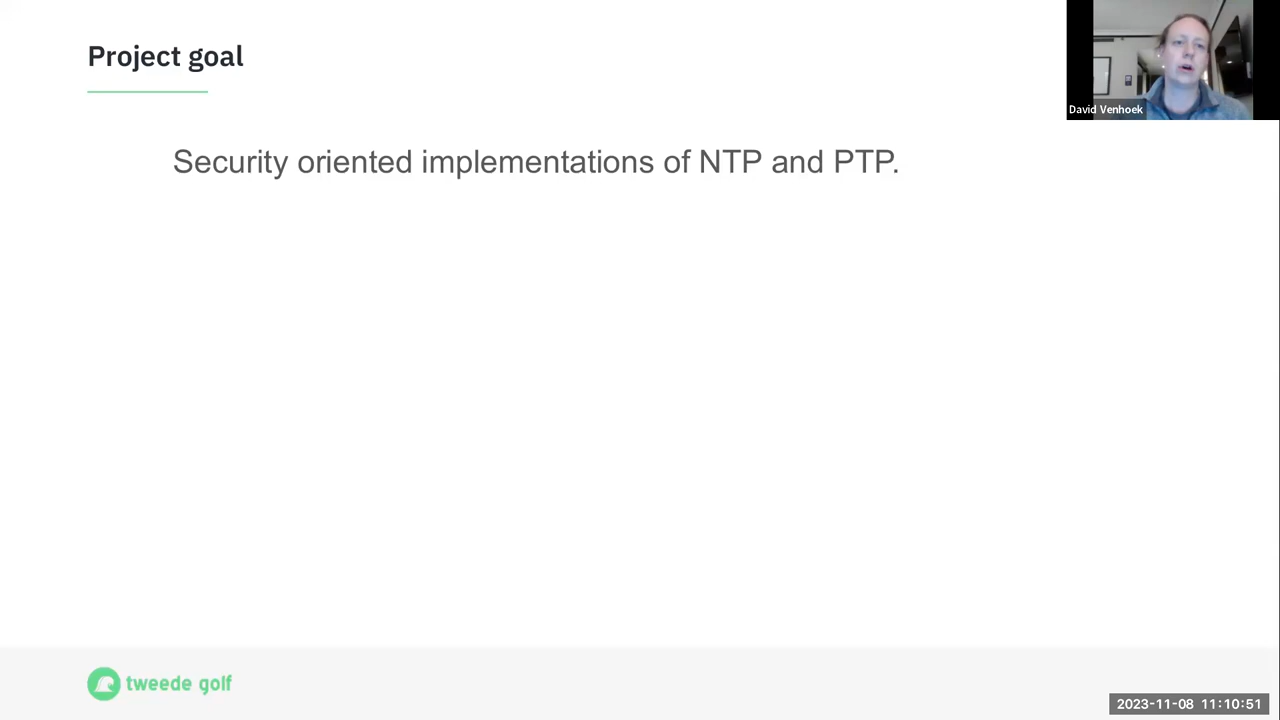 Project goal
David Venhoek
Security oriented implementations of NTP and PTP.
tweede golf
2023-11-08 11:10:51